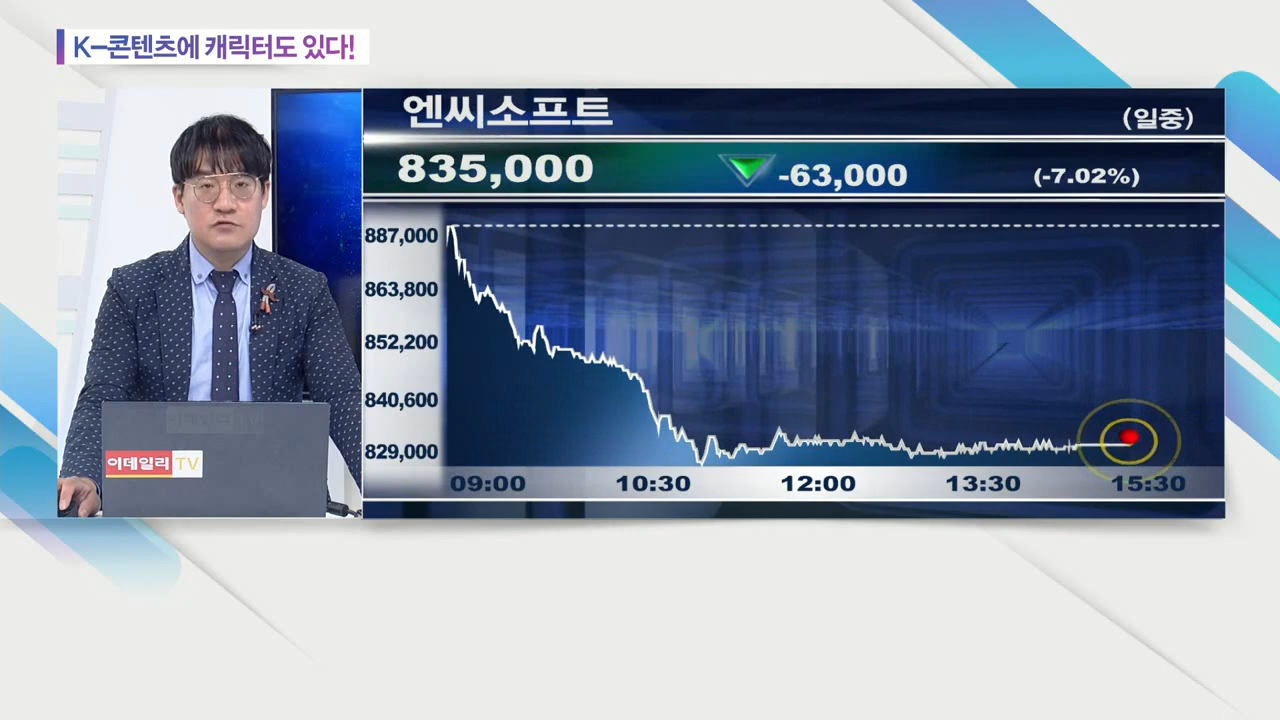 K-콘텐츠에 캐릭터도 있다!
엔씨소프트
(일중)
835,000 -63,000 (-7.02%)
887,000
863,800
852,200
840,600
829,000
09:00 10:30 12:00 13:30 15:30
이데일리 TV